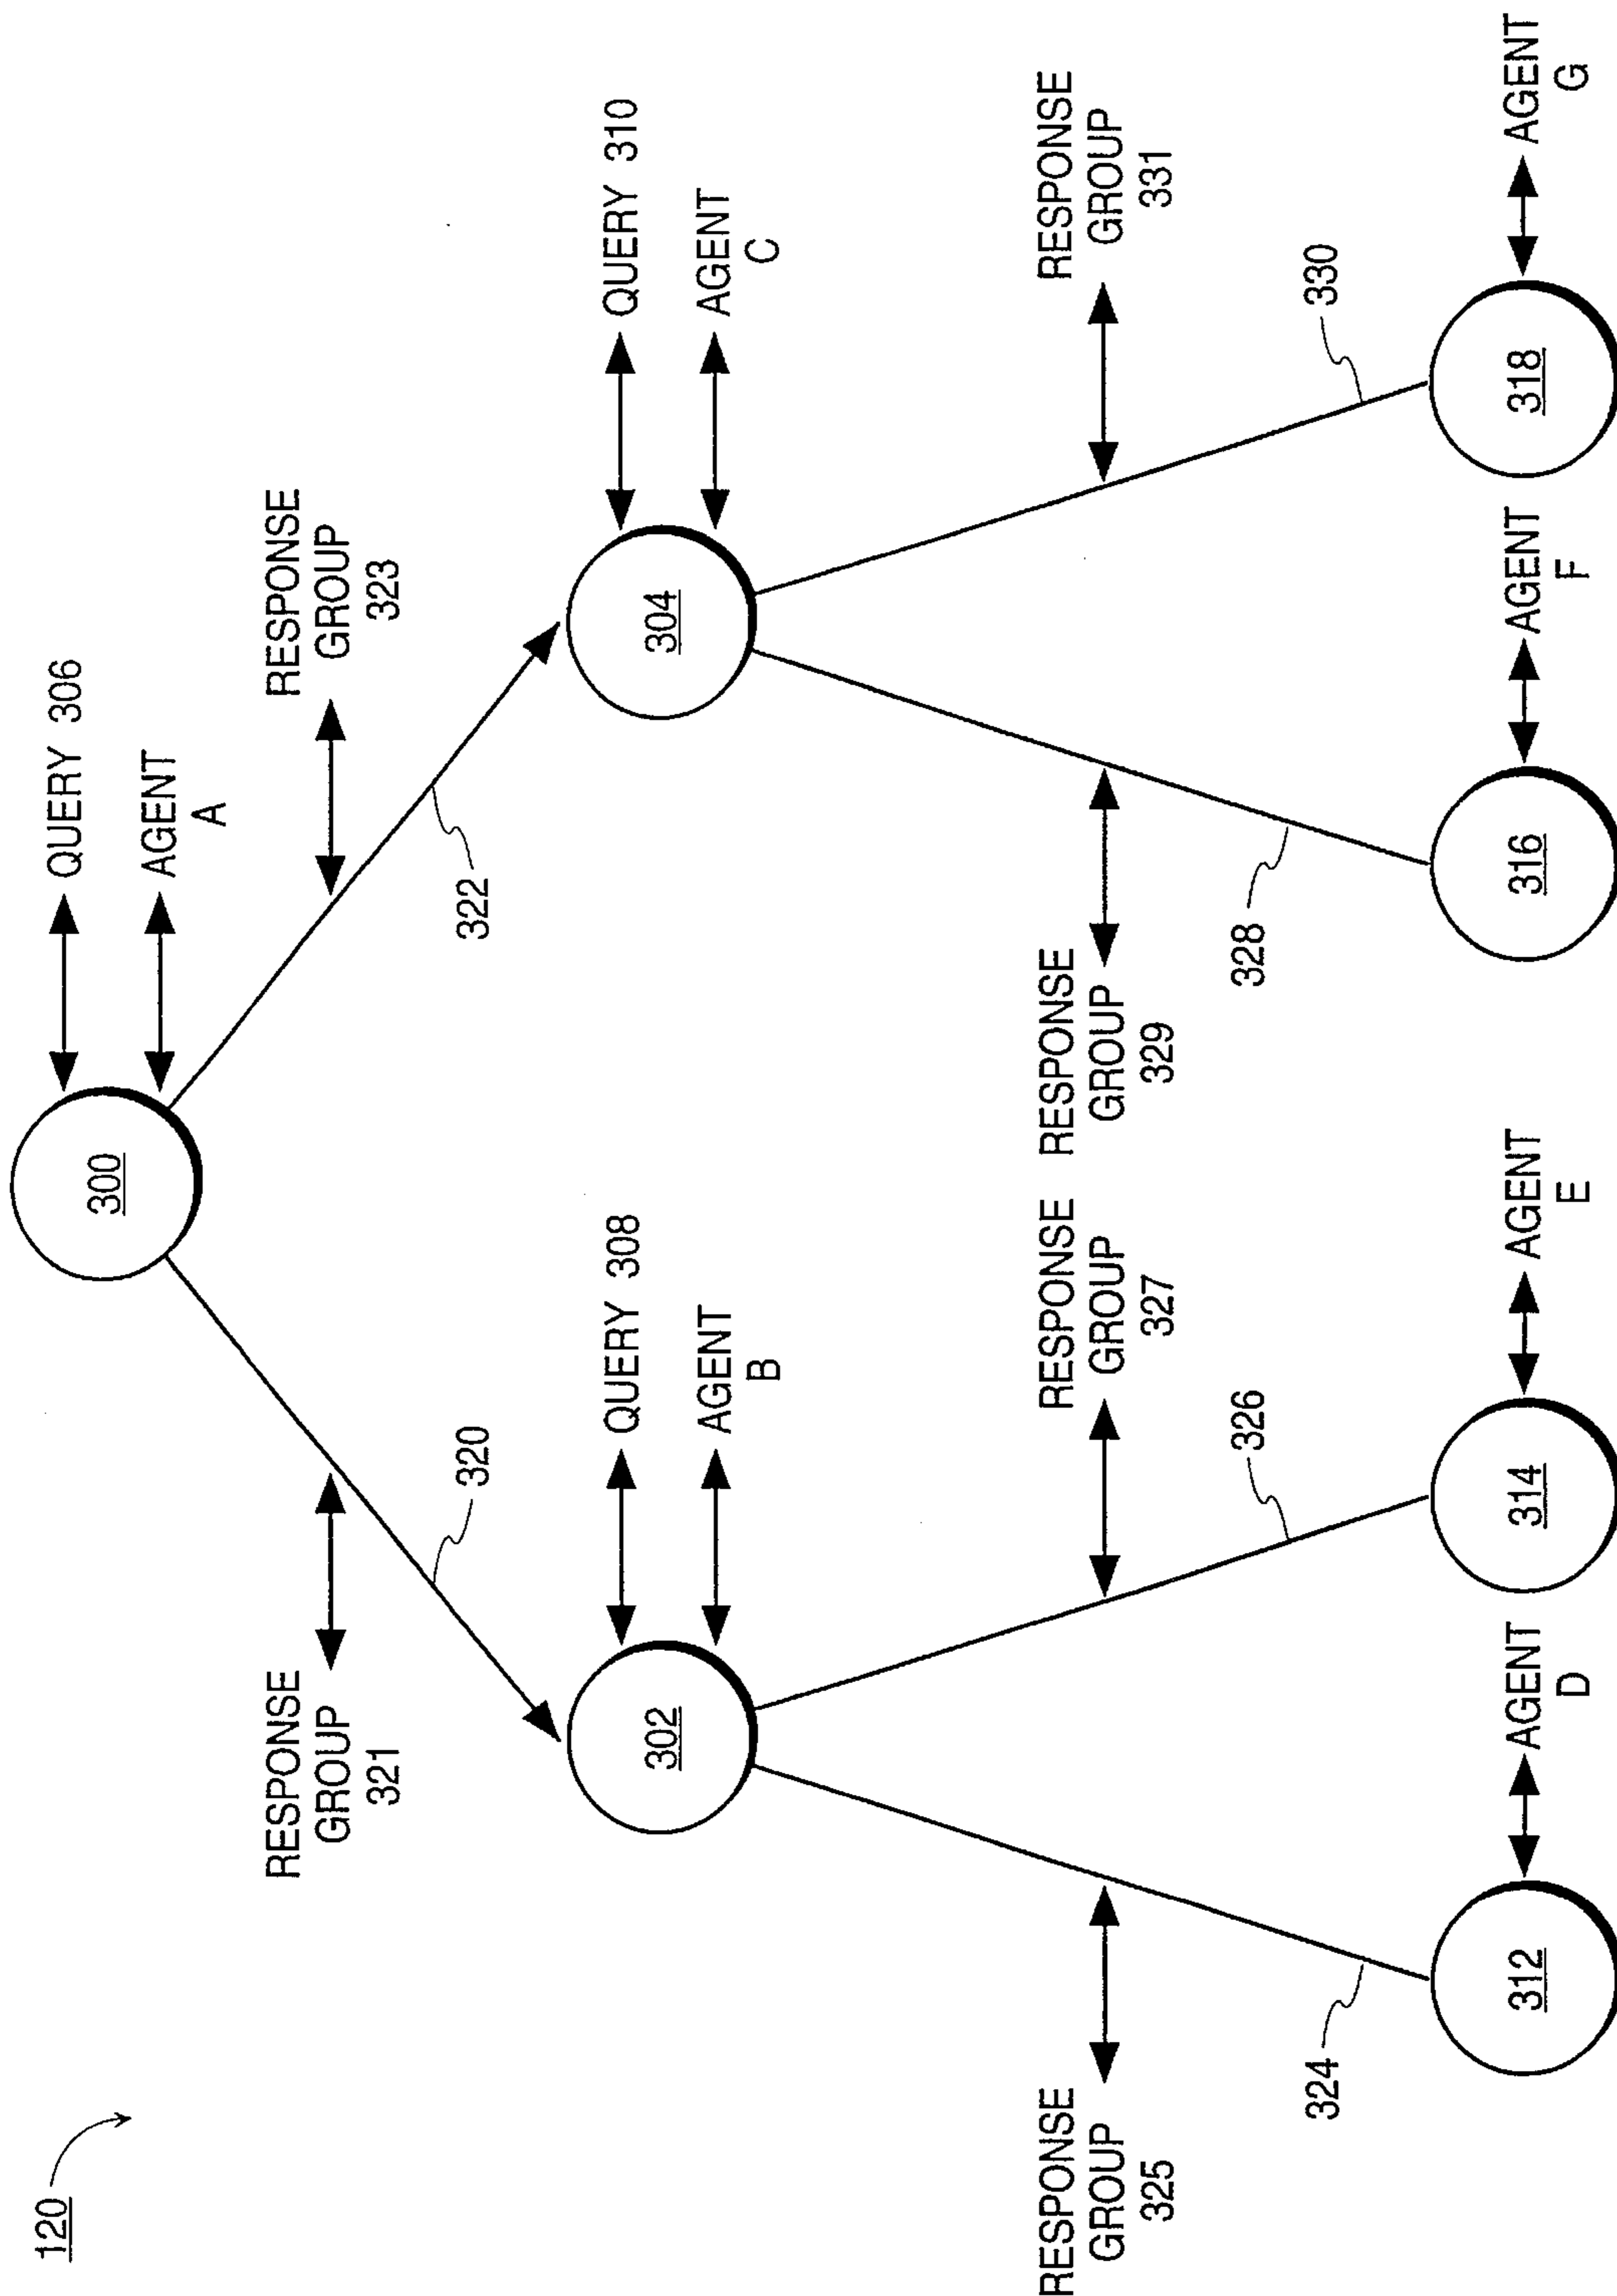 120
300
QUERY 306
AGENT
A
RESPONSE
GROUP
321
320
RESPONSE
GROUP
323
322
302
QUERY 308
AGENT
B
304
QUERY 310
AGENT
C
RESPONSE
GROUP
325
324
RESPONSE
GROUP
327
326
RESPONSE
GROUP
329
328
RESPONSE
GROUP
331
330
312
AGENT
D
314
AGENT
E
316
AGENT
F
318
AGENT
G